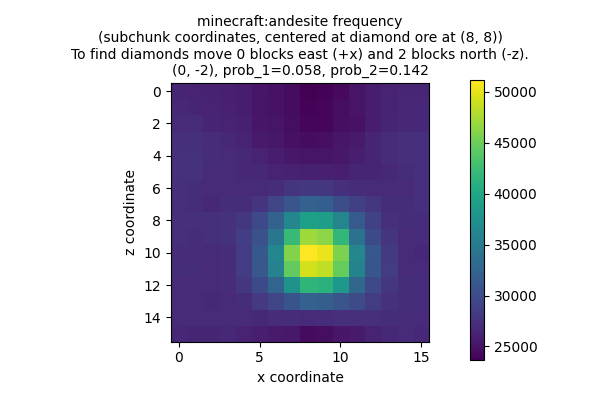 minecraft:andesite frequency
(subchunk coordinates, centered at diamond ore at (8, 8))
To find diamonds move 0 blocks east (+x) and 2 blocks north (-z).
(0, -2), prob_1=0.058, prob_2=0.142
0
2
4
6
8
10
12
14
z coordinate
0 5 10 15
x coordinate
50000
45000
40000
35000
30000
25000